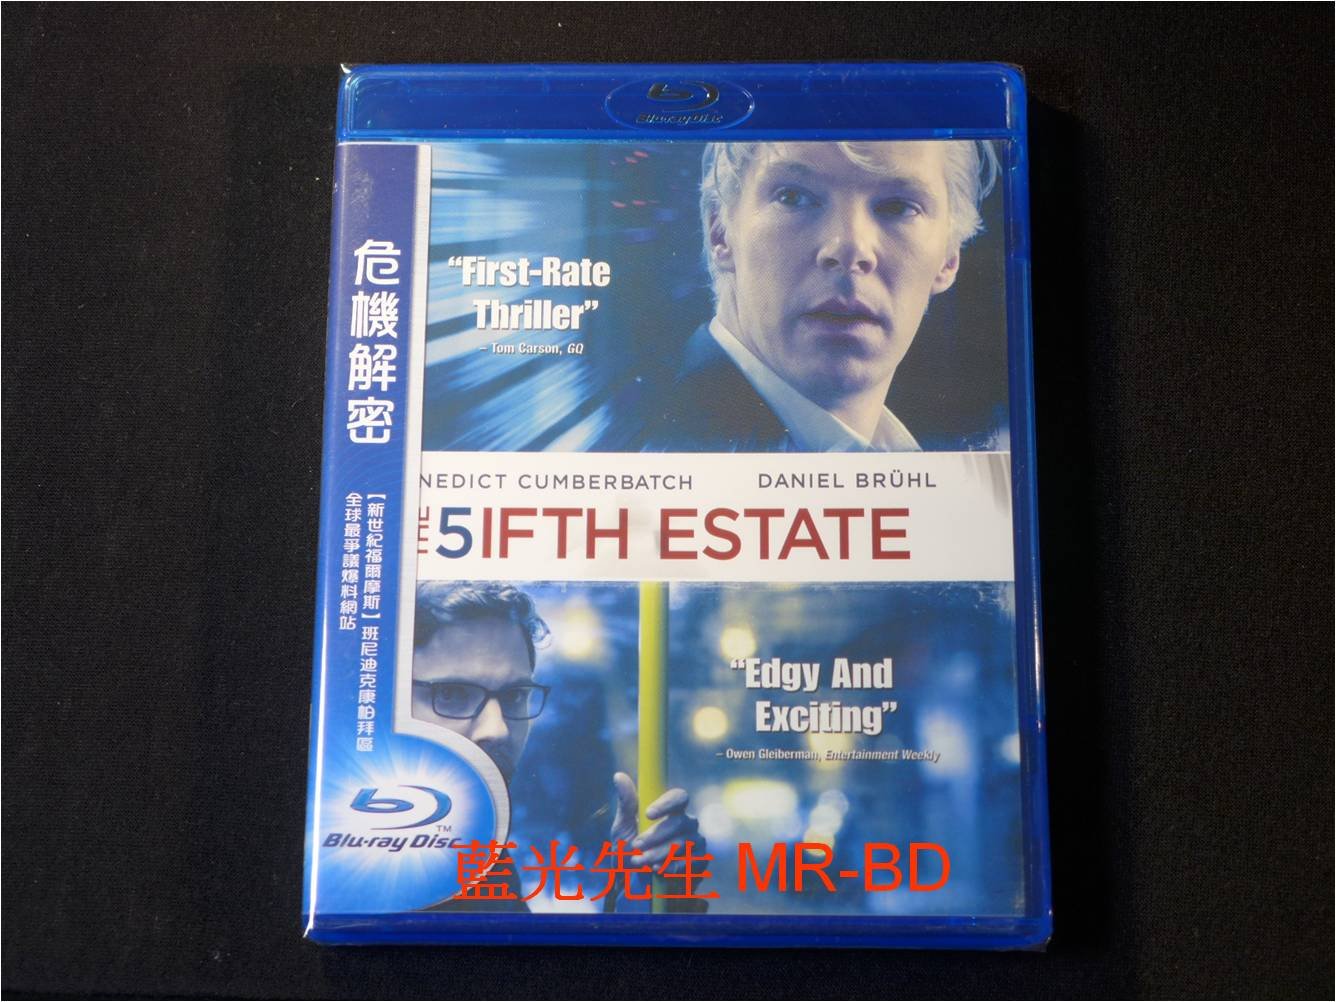 Blu-ray Disc
危機解密
【新世紀福爾摩斯】班尼迪克康柏拜區
全球最爭議爆料網站
“First-Rate
Thriller”
– Tom Carson, GQ
NEDICT CUMBERBATCH DANIEL BRÜHL
THE 5IFTH ESTATE
“Edgy And
Exciting”
– Owen Gleiberman, Entertainment Weekly
Blu-ray Disc™
藍光先生 MR-BD